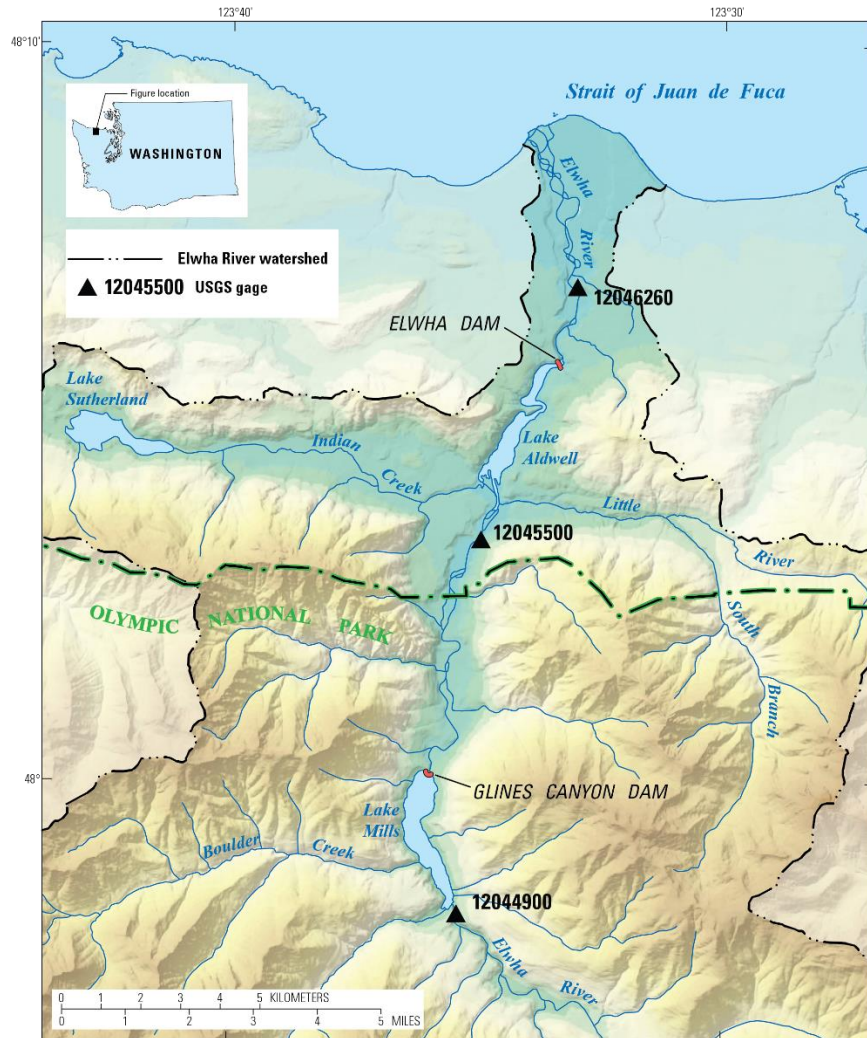 123°40'
123°30'
48°10'
Figure location
WASHINGTON
Strait of Juan de Fuca
Elwha
River
Elwha River watershed
12045500 USGS gage
12046260
ELWHA DAM
Lake
Sutherland
Indian
Creek
Lake
Aldwell
Little
River
12045500
OLYMPIC NATIONAL PARK
South
Branch
48°
GLINES CANYON DAM
Lake
Mills
Boulder
Creek
12044900
Elwha
River
0 1 2 3 4 5 KILOMETERS
0 1 2 3 4 5 MILES